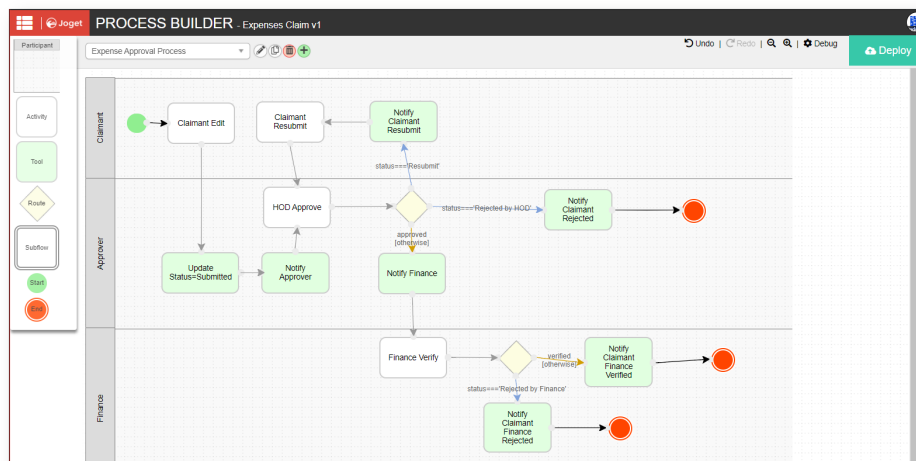 Joget
PROCESS BUILDER - Expenses Claim v1
Participant
Activity
Tool
Route
Subflow
Start
End
Expense Approval Process
Undo | Redo | Debug
Deploy
Claimant
Claimant Edit
Claimant
Resubmit
Notify
Claimant
Resubmit
status==='Resubmit'
Approver
HOD Approve
status==='Rejected by HOD'
Notify
Claimant
Rejected
approved
[otherwise]
Update
Status=Submitted
Notify
Approver
Notify Finance
Finance
Finance Verify
verified
[otherwise]
Notify
Claimant
Finance
Verified
status==='Rejected by Finance'
Notify
Claimant
Finance
Rejected